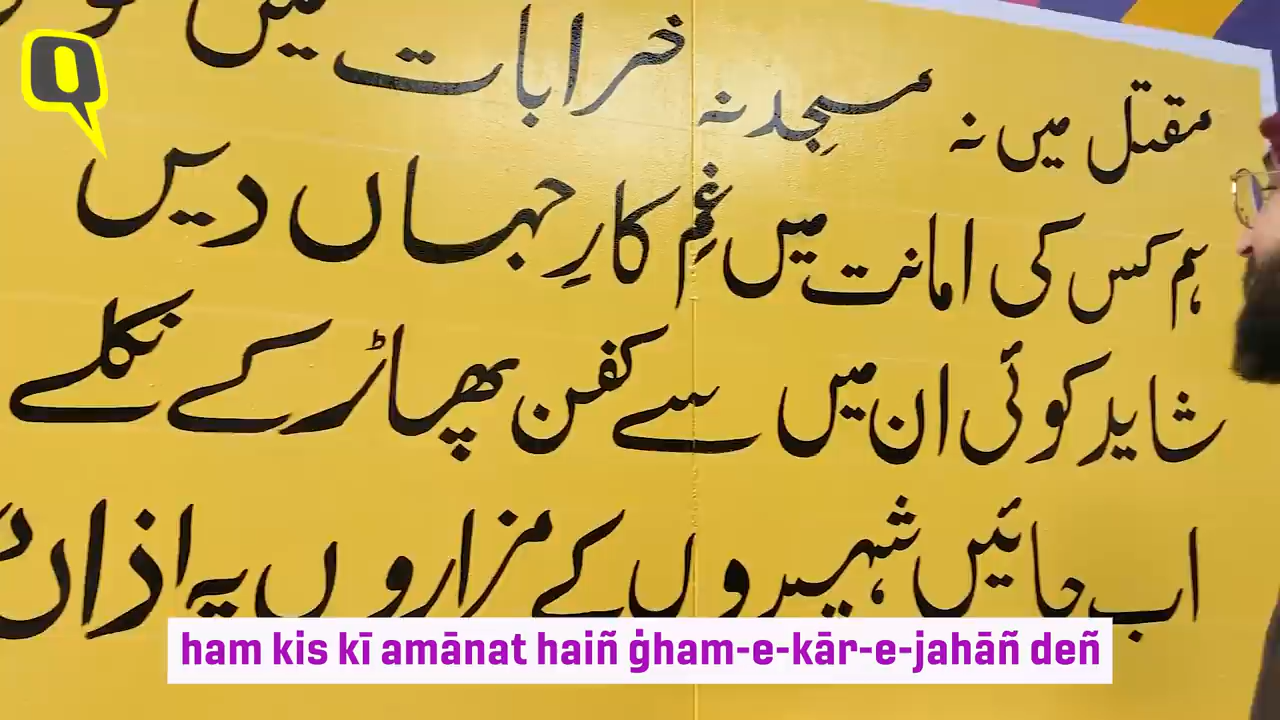 مقتل میں نہ مسجِد نہ خرابات میں
ہم کس کی امانت میں غمِ کارِ جہاں دیں
شاید کوئی ان میں سے کفن پھاڑ کے نکلے
اب جائیں شہیدوں کے مزاروں پہ اذاں
ham kis kī amānat haiñ ġham-e-kār-e-jahāñ deñ
Q